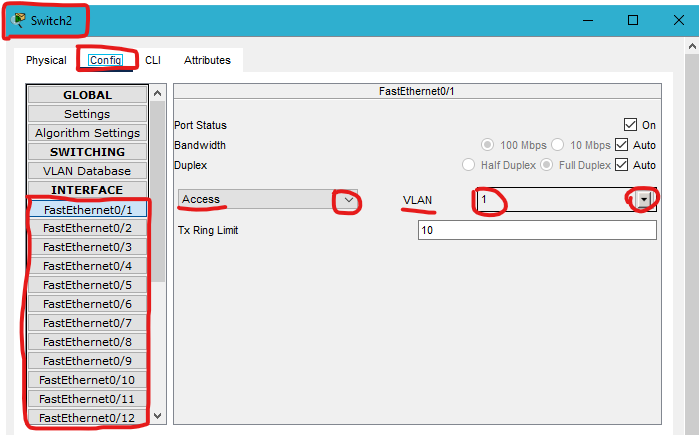 Switch2
Physical Config CLI Attributes
GLOBAL
Settings
Algorithm Settings
SWITCHING
VLAN Database
INTERFACE
FastEthernet0/1
FastEthernet0/2
FastEthernet0/3
FastEthernet0/4
FastEthernet0/5
FastEthernet0/6
FastEthernet0/7
FastEthernet0/8
FastEthernet0/9
FastEthernet0/10
FastEthernet0/11
FastEthernet0/12
FastEthernet0/1
Port Status On
Bandwidth 100 Mbps 10 Mbps Auto
Duplex Half Duplex Full Duplex Auto
Access VLAN 1
Tx Ring Limit 10